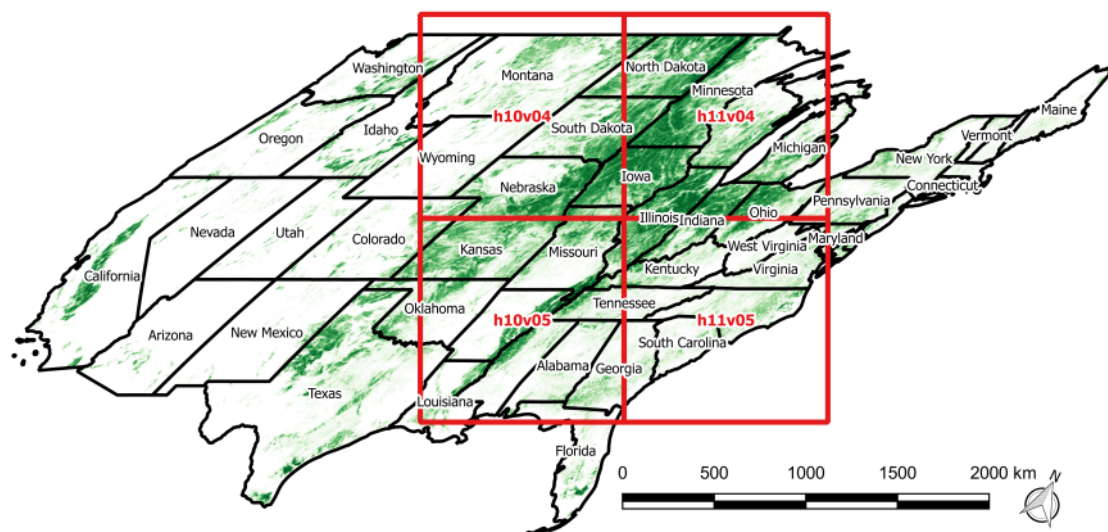 Washington
Montana
North Dakota
Minnesota
Maine
h10v04
h11v04
Oregon
Idaho
South Dakota
Vermont
Michigan
New York
Wyoming
Nebraska
Iowa
Connecticut
Pennsylvania
Illinois
Indiana
Ohio
Nevada
Utah
Colorado
Kansas
Missouri
West Virginia
Maryland
California
Kentucky
Virginia
Oklahoma
Tennessee
Arizona
New Mexico
h10v05
h11v05
South Carolina
Texas
Alabama
Georgia
Louisiana
Florida
0 500 1000 1500 2000 km
N